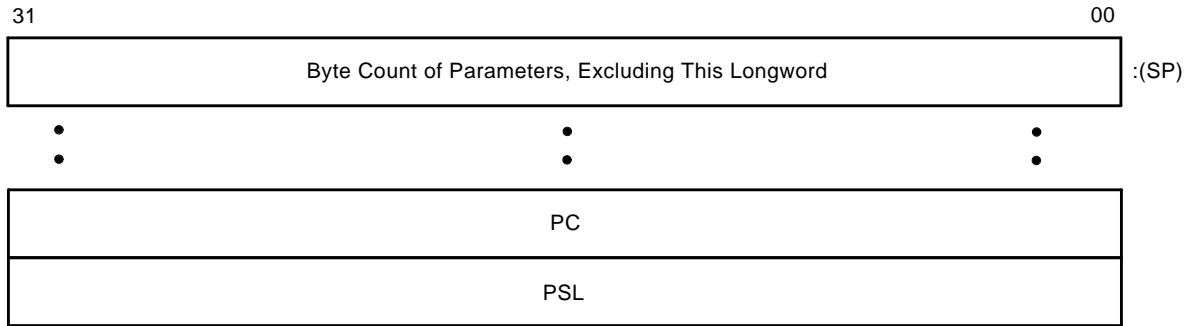 31 00
Byte Count of Parameters, Excluding This Longword :(SP)
PC
PSL